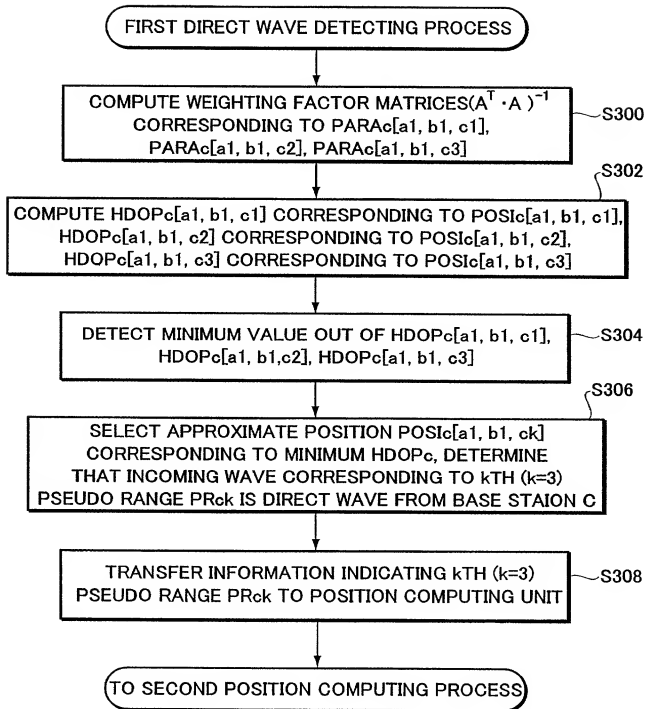 FIRST DIRECT WAVE DETECTING PROCESS
COMPUTE WEIGHTING FACTOR MATRICES(Aᵀ・A )⁻¹
CORRESPONDING TO PARAc[a1, b1, c1],
PARAc[a1, b1, c2], PARAc[a1, b1, c3]
S300
S302
COMPUTE HDOPc[a1, b1, c1] CORRESPONDING TO POSIc[a1, b1, c1],
HDOPc[a1, b1, c2] CORRESPONDING TO POSIc[a1, b1, c2],
HDOPc[a1, b1, c3] CORRESPONDING TO POSIc[a1, b1, c3]
DETECT MINIMUM VALUE OUT OF HDOPc[a1, b1, c1],
HDOPc[a1, b1,c2], HDOPc[a1, b1, c3]
S304
S306
SELECT APPROXIMATE POSITION POSIc[a1, b1, ck]
CORRESPONDING TO MINIMUM HDOPc, DETERMINE
THAT INCOMING WAVE CORRESPONDING TO kTH (k=3)
PSEUDO RANGE PRck IS DIRECT WAVE FROM BASE STAION C
TRANSFER INFORMATION INDICATING kTH (k=3)
PSEUDO RANGE PRck TO POSITION COMPUTING UNIT
S308
TO SECOND POSITION COMPUTING PROCESS